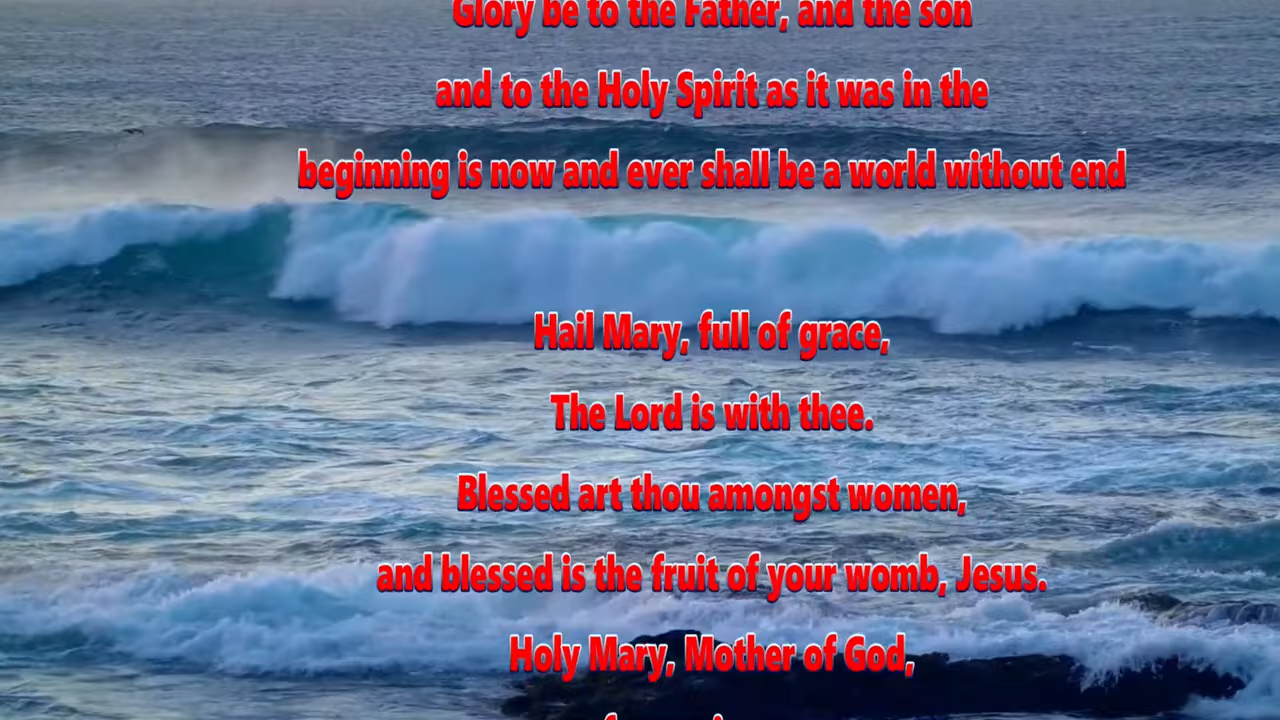 Glory be to the Father, and the son
and to the Holy Spirit as it was in the
beginning is now and ever shall be a world without end
Hail Mary, full of grace,
The Lord is with thee.
Blessed art thou amongst women,
and blessed is the fruit of your womb, Jesus.
Holy Mary, Mother of God,